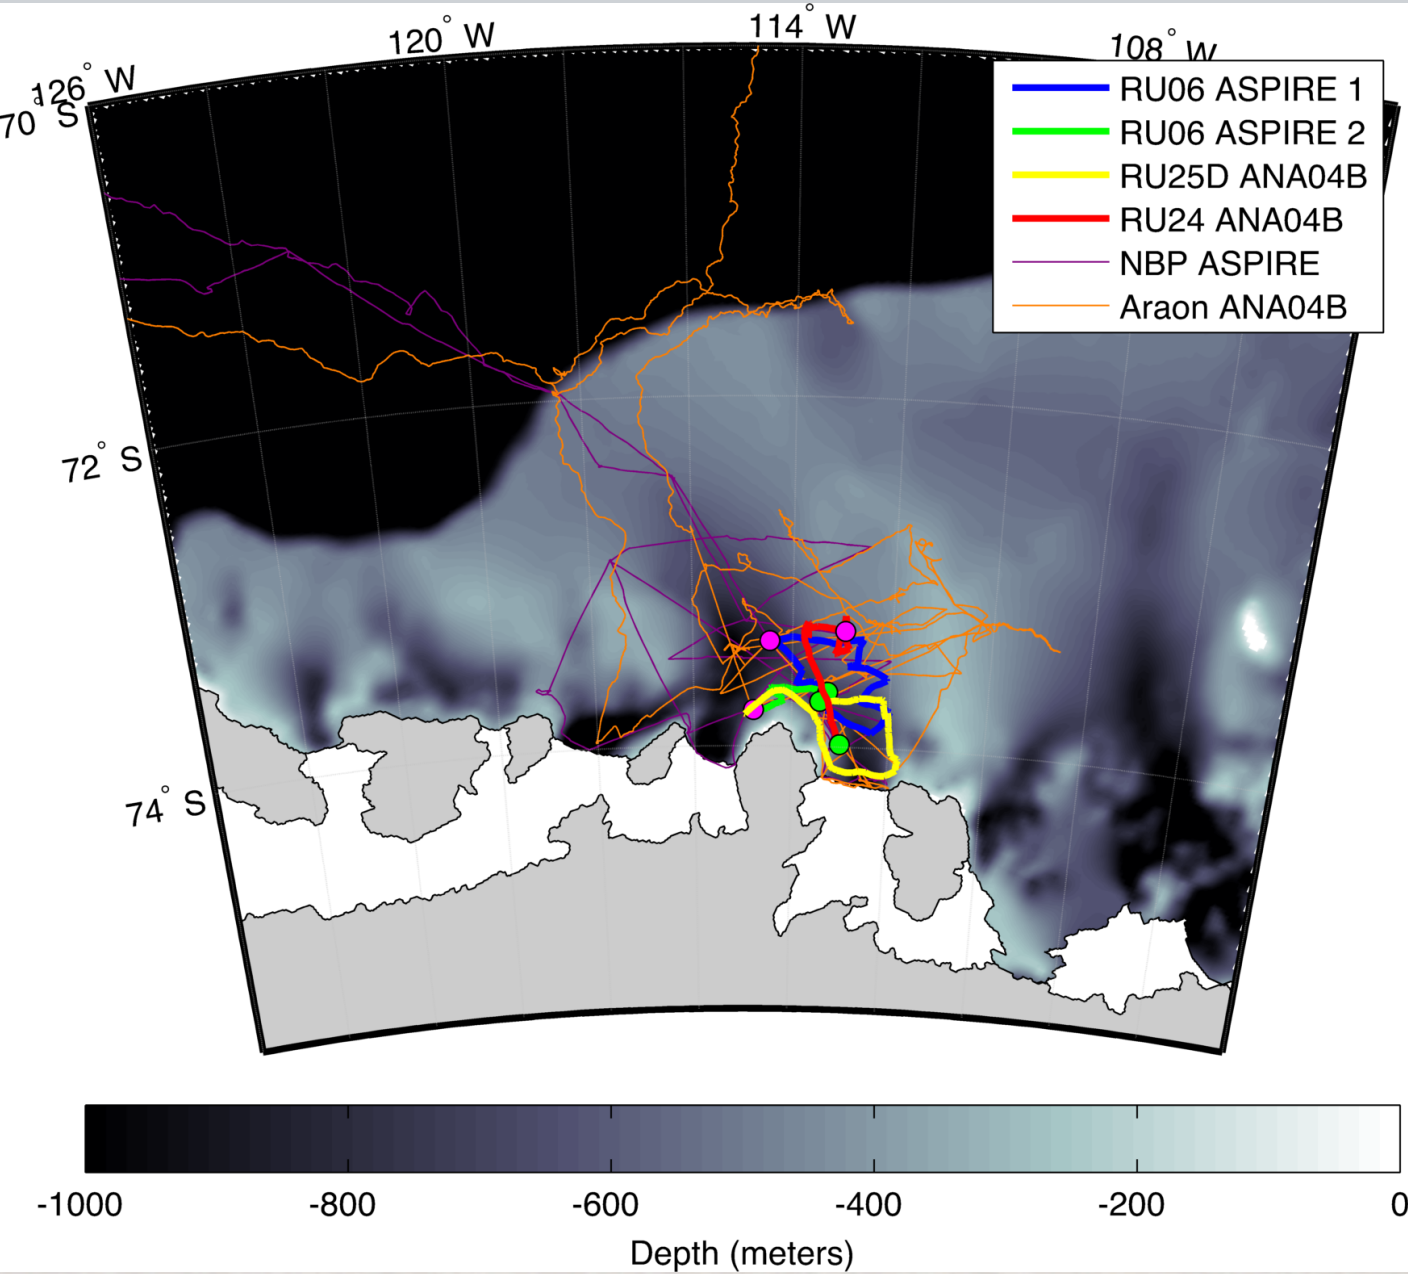 120° W
114° W
108° W
126° W
70° S
RU06 ASPIRE 1
RU06 ASPIRE 2
RU25D ANA04B
RU24 ANA04B
NBP ASPIRE
Araon ANA04B
72° S
74° S
-1000 -800 -600 -400 -200 0
Depth (meters)